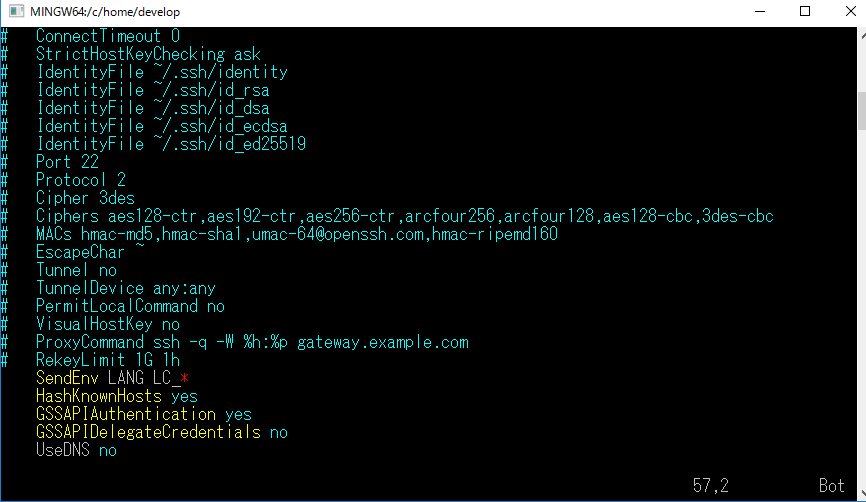 MINGW64:/c/home/develop
#   ConnectTimeout 0
#   StrictHostKeyChecking ask
#   IdentityFile ~/.ssh/identity
#   IdentityFile ~/.ssh/id_rsa
#   IdentityFile ~/.ssh/id_dsa
#   IdentityFile ~/.ssh/id_ecdsa
#   IdentityFile ~/.ssh/id_ed25519
#   Port 22
#   Protocol 2
#   Cipher 3des
#   Ciphers aes128-ctr,aes192-ctr,aes256-ctr,arcfour256,arcfour128,aes128-cbc,3des-cbc
#   MACs hmac-md5,hmac-sha1,umac-64@openssh.com,hmac-ripemd160
#   EscapeChar ~
#   Tunnel no
#   TunnelDevice any:any
#   PermitLocalCommand no
#   VisualHostKey no
#   ProxyCommand ssh -q -W %h:%p gateway.example.com
#   RekeyLimit 1G 1h
    SendEnv LANG LC_*
    HashKnownHosts yes
    GSSAPIAuthentication yes
    GSSAPIDelegateCredentials no
    UseDNS no
57,2 Bot